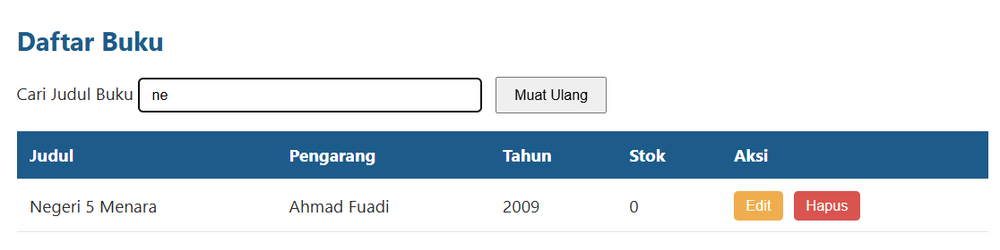 Daftar Buku
Cari Judul Buku ne Muat Ulang
Judul Pengarang Tahun Stok Aksi
Negeri 5 Menara Ahmad Fuadi 2009 0 Edit Hapus